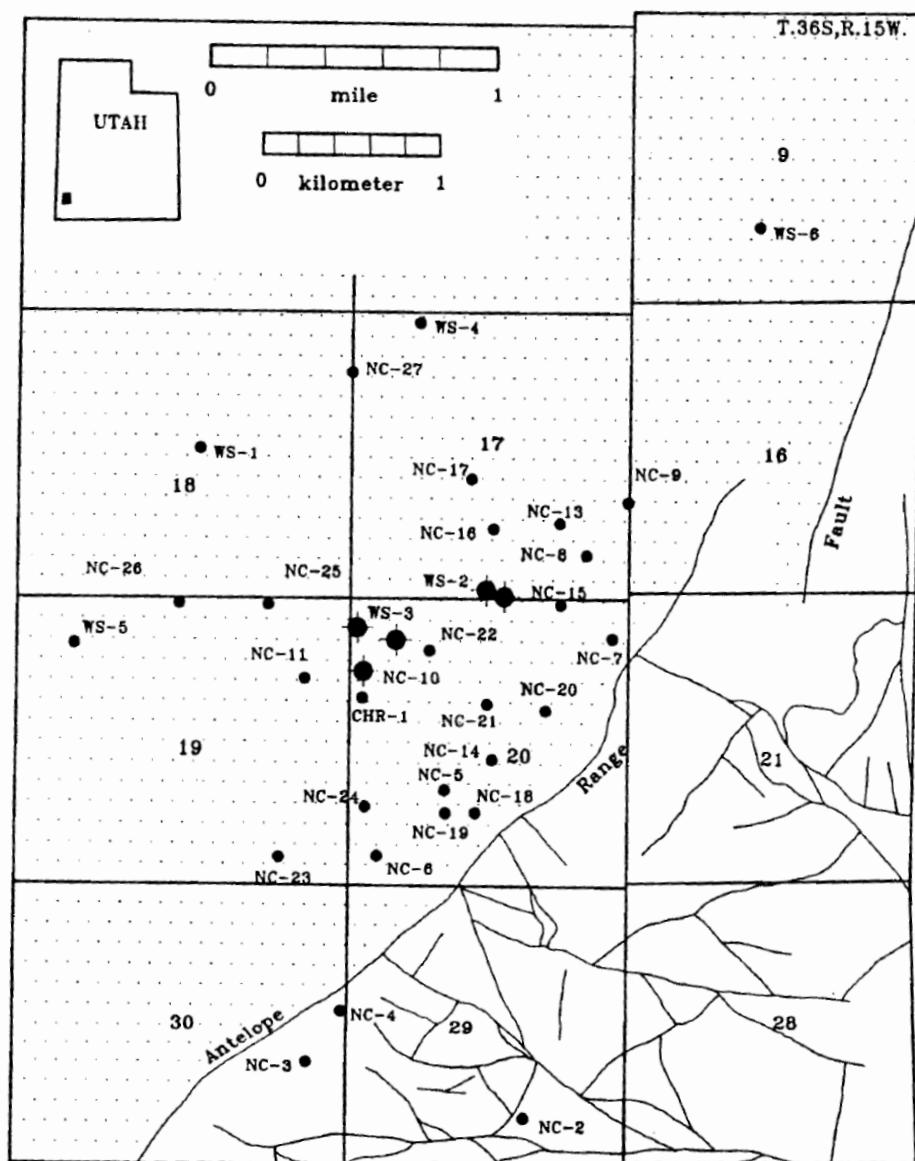 T.36S,R.15W.
0 mile 1
UTAH
0 kilometer 1
9
WS-6
WS-4
NC-27
WS-1
17
16
18
NC-17
NC-9
NC-13
NC-16
NC-8
Fault
NC-26
NC-25
WS-2
NC-15
WS-5
WS-3
NC-22
NC-7
NC-11
NC-10
NC-20
CHR-1
NC-21
19
NC-14
20
Range
21
NC-5
NC-24
NC-18
NC-19
NC-23
NC-6
30
NC-4
29
28
Antelope
NC-3
NC-2